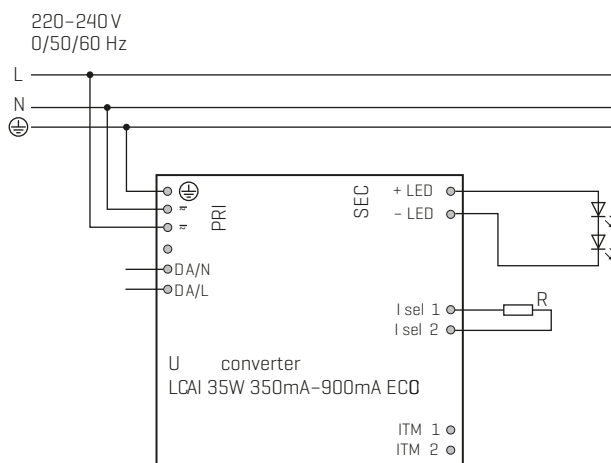 220–240 V
0/50/60 Hz
L
N
PRI
SEC
+ LED
– LED
DA/N
DA/L
I sel 1
R
I sel 2
U converter
LCAI 35W 350mA–900mA ECO
ITM 1
ITM 2